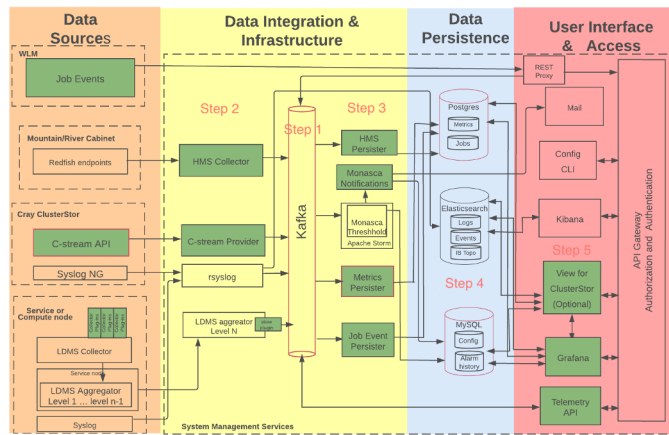 Data
Sources
Data Integration &
Infrastructure
Data
Persistence
User Interface
& Access
WLM
Job Events
REST
Proxy
Mountain/River Cabinet
Redfish endpoints
Cray ClusterStor
C-stream API
Syslog NG
Service or
Compute node
LDMS Collector
Service node
LDMS Aggregator
Level 1 ... level n-1
Syslog
Step 2
HMS Collector
C-stream Provider
rsyslog
LDMS aggreator
Level N
Step 1
Kafka
Step 3
HMS
Persister
Monasca
Notifications
Monasca
Threshhold
Apache Storm
Metrics
Persister
Job Event
Persister
System Management Services
Postgres
Metrics
Jobs
Elasticsearch
Logs
Events
IB Topo
Step 4
MySQL
Config
Alarm
history
Mail
Config
CLI
Kibana
Step 5
View for
ClusterStor
(Optional)
Grafana
Telemetry
API
API Gateway
Authorization and Authentication